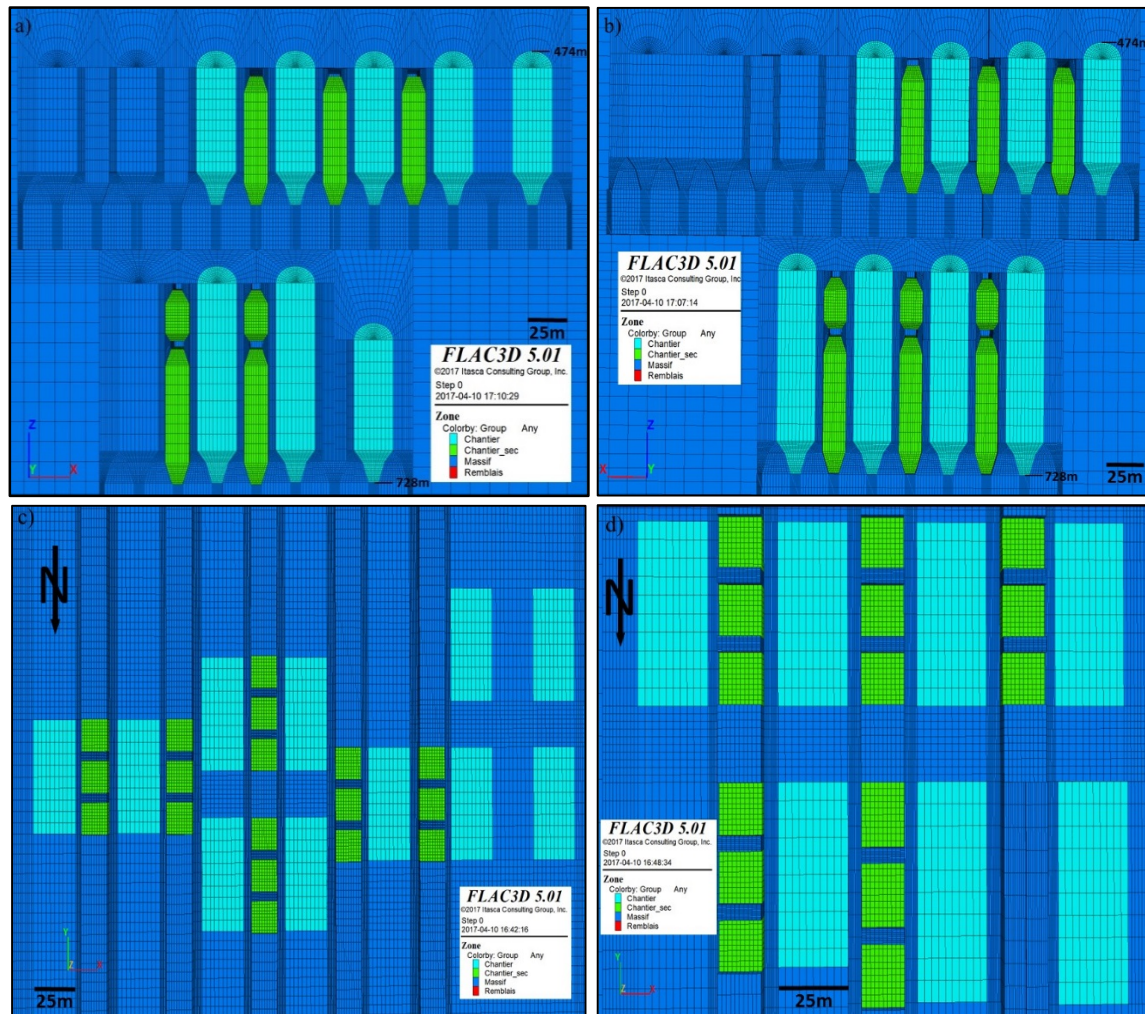 a)
474m
25m
FLAC3D 5.01
©2017 Itasca Consulting Group, Inc.
Step 0
2017-04-10 17:10:29
Zone
Colorby: Group Any
Chantier
Chantier_sec
Massif
Remblais
Z
Y X
728m
b)
474m
FLAC3D 5.01
©2017 Itasca Consulting Group, Inc.
Step 0
2017-04-10 17:07:14
Zone
Colorby: Group Any
Chantier
Chantier_sec
Massif
Remblais
Z
X Y
25m
728m
c)
N
Y
Z X
25m
FLAC3D 5.01
©2017 Itasca Consulting Group, Inc.
Step 0
2017-04-10 16:42:16
Zone
Colorby: Group Any
Chantier
Chantier_sec
Massif
Remblais
d)
N
FLAC3D 5.01
©2017 Itasca Consulting Group, Inc.
Step 0
2017-04-10 16:48:34
Zone
Colorby: Group Any
Chantier
Chantier_sec
Massif
Remblais
Y
Z X
25m